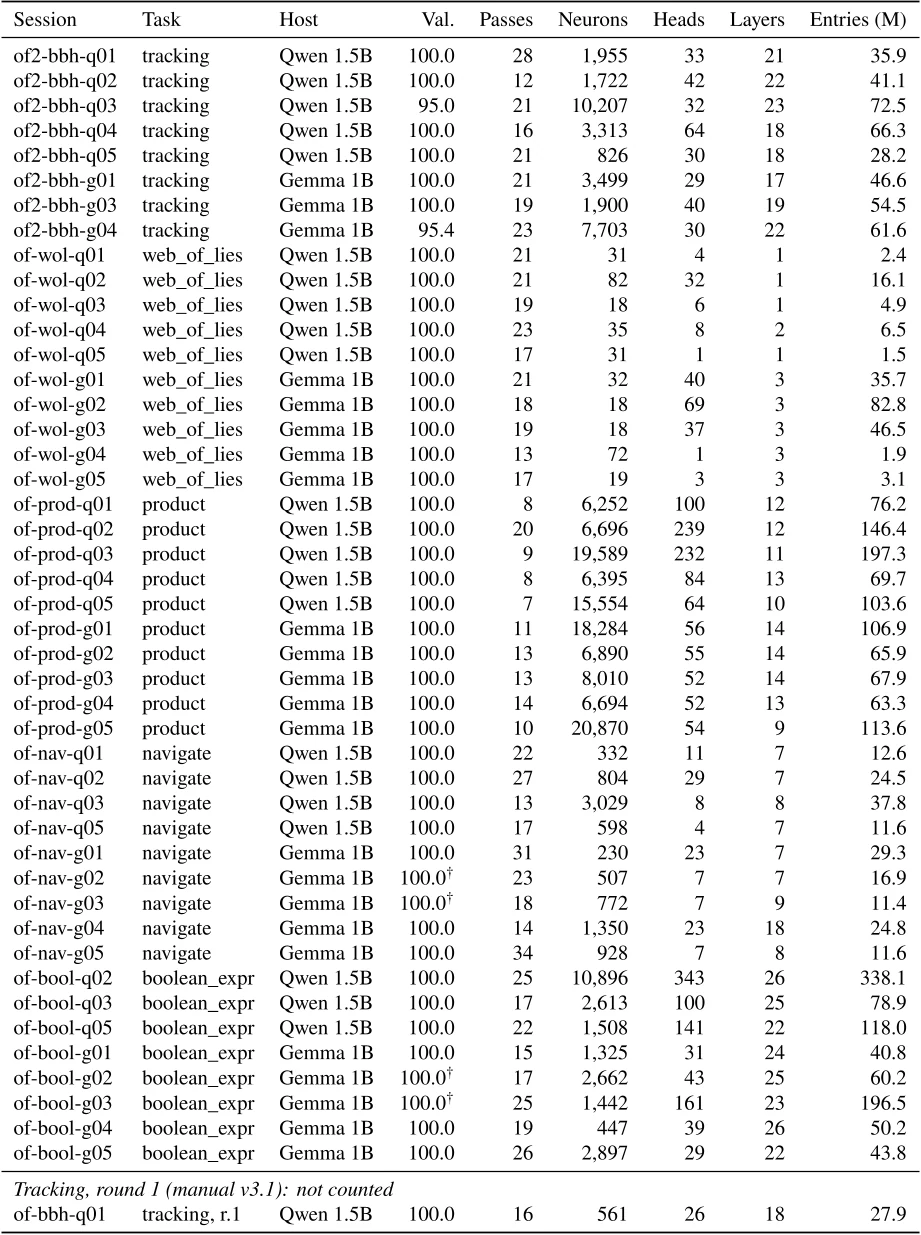 Session Task Host Val. Passes Neurons Heads Layers Entries (M)
of2-bbh-q01 tracking Qwen 1.5B 100.0 28 1,955 33 21 35.9
of2-bbh-q02 tracking Qwen 1.5B 100.0 12 1,722 42 22 41.1
of2-bbh-q03 tracking Qwen 1.5B 95.0 21 10,207 32 23 72.5
of2-bbh-q04 tracking Qwen 1.5B 100.0 16 3,313 64 18 66.3
of2-bbh-q05 tracking Qwen 1.5B 100.0 21 826 30 18 28.2
of2-bbh-g01 tracking Gemma 1B 100.0 21 3,499 29 17 46.6
of2-bbh-g03 tracking Gemma 1B 100.0 19 1,900 40 19 54.5
of2-bbh-g04 tracking Gemma 1B 95.4 23 7,703 30 22 61.6
of-wol-q01 web_of_lies Qwen 1.5B 100.0 21 31 4 1 2.4
of-wol-q02 web_of_lies Qwen 1.5B 100.0 21 82 32 1 16.1
of-wol-q03 web_of_lies Qwen 1.5B 100.0 19 18 6 1 4.9
of-wol-q04 web_of_lies Qwen 1.5B 100.0 23 35 8 2 6.5
of-wol-q05 web_of_lies Qwen 1.5B 100.0 17 31 1 1 1.5
of-wol-g01 web_of_lies Gemma 1B 100.0 21 32 40 3 35.7
of-wol-g02 web_of_lies Gemma 1B 100.0 18 18 69 3 82.8
of-wol-g03 web_of_lies Gemma 1B 100.0 19 18 37 3 46.5
of-wol-g04 web_of_lies Gemma 1B 100.0 13 72 1 3 1.9
of-wol-g05 web_of_lies Gemma 1B 100.0 17 19 3 3 3.1
of-prod-q01 product Qwen 1.5B 100.0 8 6,252 100 12 76.2
of-prod-q02 product Qwen 1.5B 100.0 20 6,696 239 12 146.4
of-prod-q03 product Qwen 1.5B 100.0 9 19,589 232 11 197.3
of-prod-q04 product Qwen 1.5B 100.0 8 6,395 84 13 69.7
of-prod-q05 product Qwen 1.5B 100.0 7 15,554 64 10 103.6
of-prod-g01 product Gemma 1B 100.0 11 18,284 56 14 106.9
of-prod-g02 product Gemma 1B 100.0 13 6,890 55 14 65.9
of-prod-g03 product Gemma 1B 100.0 13 8,010 52 14 67.9
of-prod-g04 product Gemma 1B 100.0 14 6,694 52 13 63.3
of-prod-g05 product Gemma 1B 100.0 10 20,870 54 9 113.6
of-nav-q01 navigate Qwen 1.5B 100.0 22 332 11 7 12.6
of-nav-q02 navigate Qwen 1.5B 100.0 27 804 29 7 24.5
of-nav-q03 navigate Qwen 1.5B 100.0 13 3,029 8 8 37.8
of-nav-q05 navigate Qwen 1.5B 100.0 17 598 4 7 11.6
of-nav-g01 navigate Gemma 1B 100.0 31 230 23 7 29.3
of-nav-g02 navigate Gemma 1B 100.0† 23 507 7 7 16.9
of-nav-g03 navigate Gemma 1B 100.0† 18 772 7 9 11.4
of-nav-g04 navigate Gemma 1B 100.0 14 1,350 23 18 24.8
of-nav-g05 navigate Gemma 1B 100.0 34 928 7 8 11.6
of-bool-q02 boolean_expr Qwen 1.5B 100.0 25 10,896 343 26 338.1
of-bool-q03 boolean_expr Qwen 1.5B 100.0 17 2,613 100 25 78.9
of-bool-q05 boolean_expr Qwen 1.5B 100.0 22 1,508 141 22 118.0
of-bool-g01 boolean_expr Gemma 1B 100.0 15 1,325 31 24 40.8
of-bool-g02 boolean_expr Gemma 1B 100.0† 17 2,662 43 25 60.2
of-bool-g03 boolean_expr Gemma 1B 100.0† 25 1,442 161 23 196.5
of-bool-g04 boolean_expr Gemma 1B 100.0 19 447 39 26 50.2
of-bool-g05 boolean_expr Gemma 1B 100.0 26 2,897 29 22 43.8
Tracking, round 1 (manual v3.1): not counted
of-bbh-q01 tracking, r.1 Qwen 1.5B 100.0 16 561 26 18 27.9